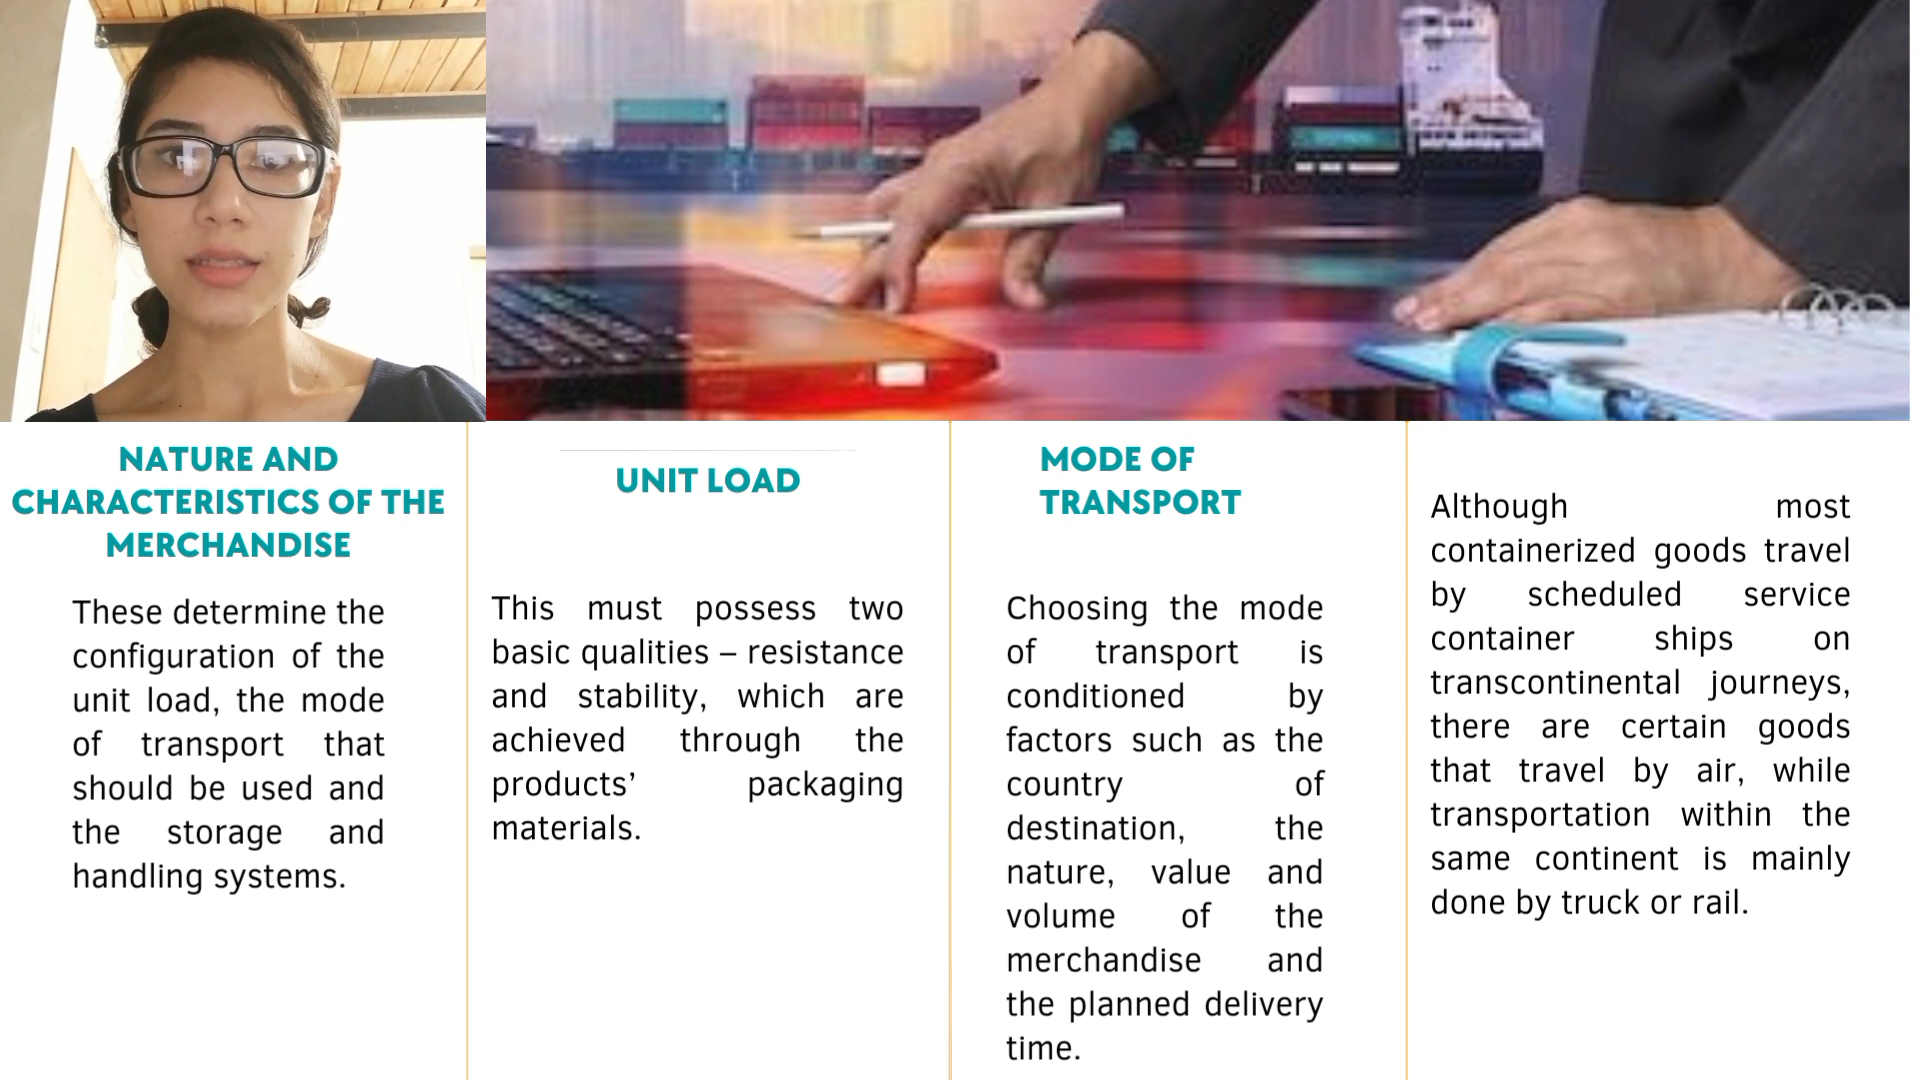 NATURE AND
CHARACTERISTICS OF THE
MERCHANDISE
These determine the
configuration of the
unit load, the mode
of transport that
should be used and
the storage and
handling systems.
UNIT LOAD
This must possess two
basic qualities – resistance
and stability, which are
achieved through the
products’ packaging
materials.
MODE OF
TRANSPORT
Choosing the mode
of transport is
conditioned by
factors such as the
country of
destination, the
nature, value and
volume of the
merchandise and
the planned delivery
time.
Although most
containerized goods travel
by scheduled service
container ships on
transcontinental journeys,
there are certain goods
that travel by air, while
transportation within the
same continent is mainly
done by truck or rail.